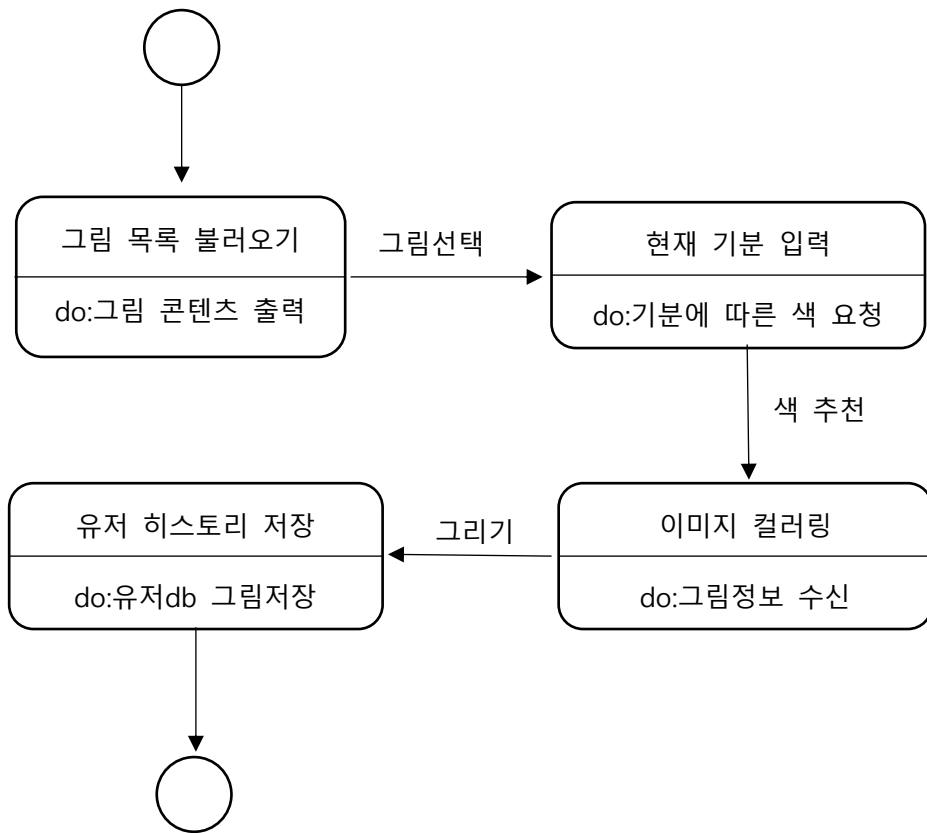 그림 목록 불러오기
do:그림 콘텐츠 출력
그림선택
현재 기분 입력
do:기분에 따른 색 요청
색 추천
이미지 컬러링
do:그림정보 수신
그리기
유저 히스토리 저장
do:유저db 그림저장